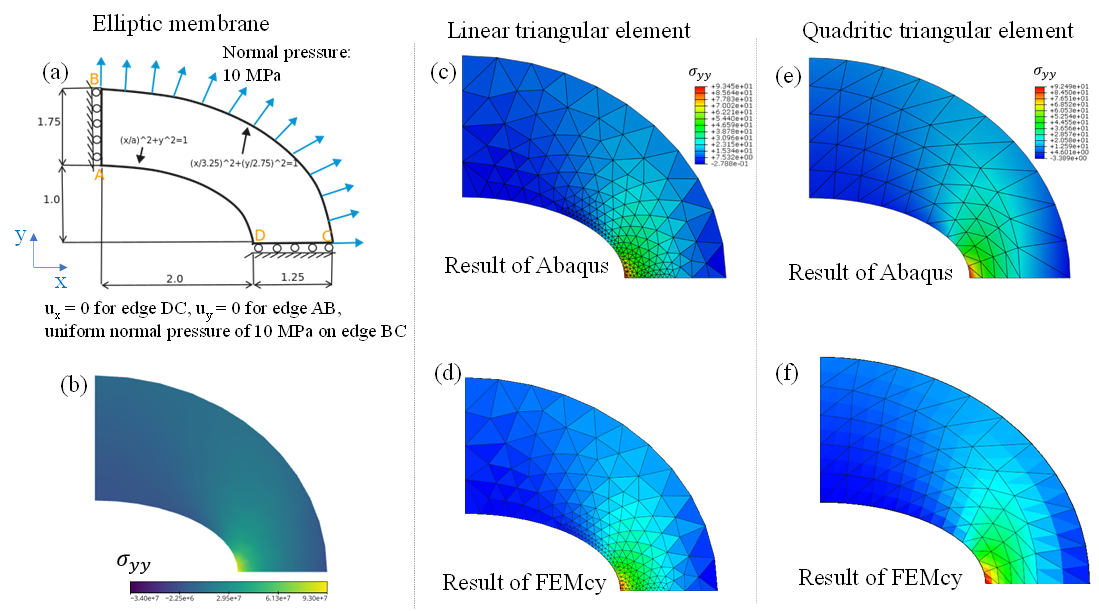 Elliptic membrane
Linear triangular element
Quadritic triangular element
(a)
Normal pressure:
10 MPa
B
1.75
(x/a)^2+y^2=1
(x/3.25)^2+(y/2.75)^2=1
A
1.0
D
C
y
x
2.0
1.25
u_x = 0 for edge DC, u_y = 0 for edge AB,
uniform normal pressure of 10 MPa on edge BC
(b)
σ_yy
-3.40e+7 -2.25e+6 2.95e+7 6.13e+7 9.30e+7
(c)
σ_yy
+9.345e+01
+8.564e+01
+7.783e+01
+7.002e+01
+6.221e+01
+5.440e+01
+4.659e+01
+3.878e+01
+3.096e+01
+2.315e+01
+1.534e+01
+7.532e+00
-2.788e-01
Result of Abaqus
(d)
Result of FEMcy
(e)
σ_yy
+9.249e+01
+8.450e+01
+7.651e+01
+6.852e+01
+6.053e+01
+5.254e+01
+4.455e+01
+3.656e+01
+2.857e+01
+2.058e+01
+1.259e+01
+4.601e+00
-3.389e+00
Result of Abaqus
(f)
Result of FEMcy